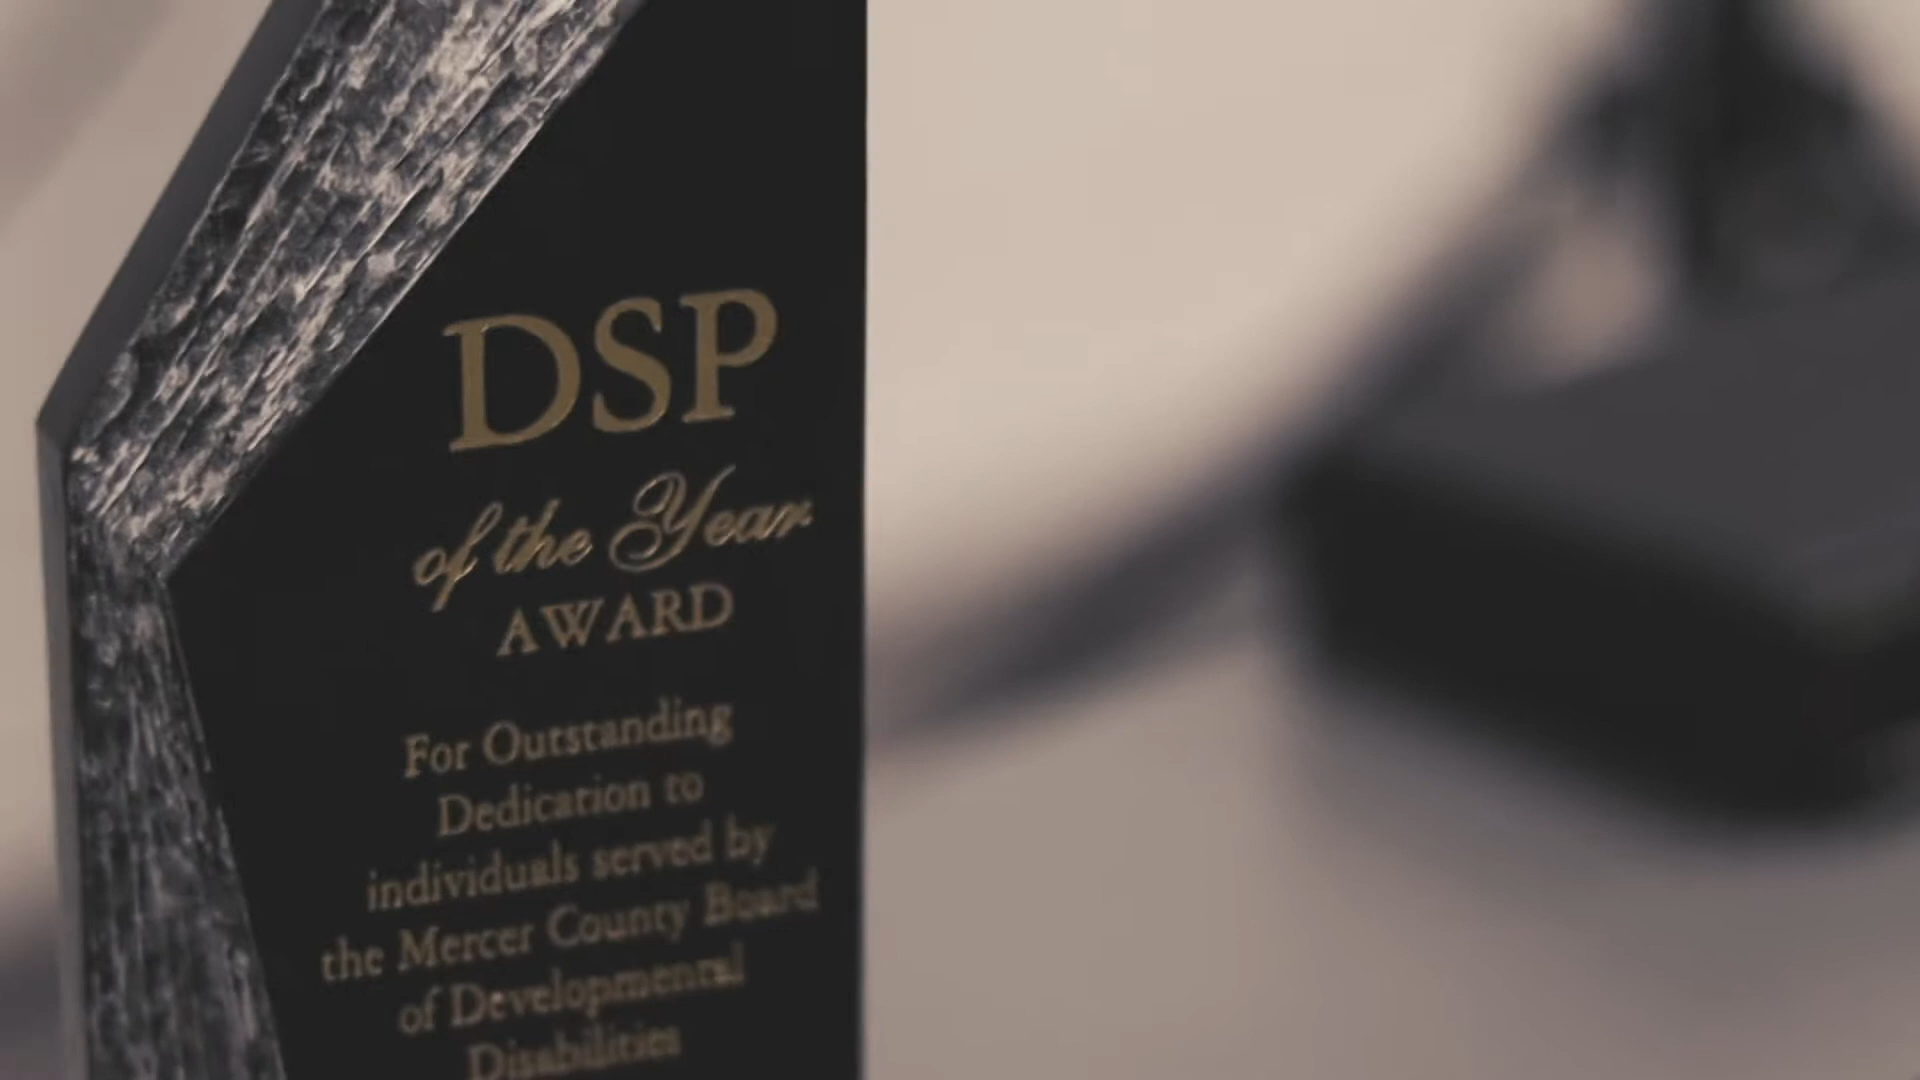 DSP
of the Year
AWARD
For Outstanding
Dedication to
individuals served by
the Mercer County Board
of Developmental
Disabilities